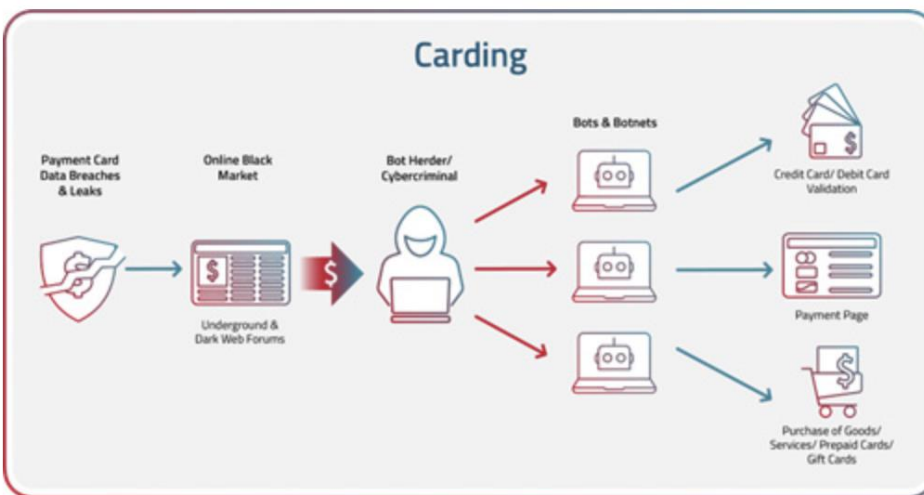 Carding
Payment Card
Data Breaches
& Leaks
Online Black
Market
$
Underground &
Dark Web Forums
$
Bot Herder/
Cybercriminal
Bots & Botnets
$
Credit Card/ Debit Card
Validation
Payment Page
$
Purchase of Goods/
Services/ Prepaid Cards/
Gift Cards